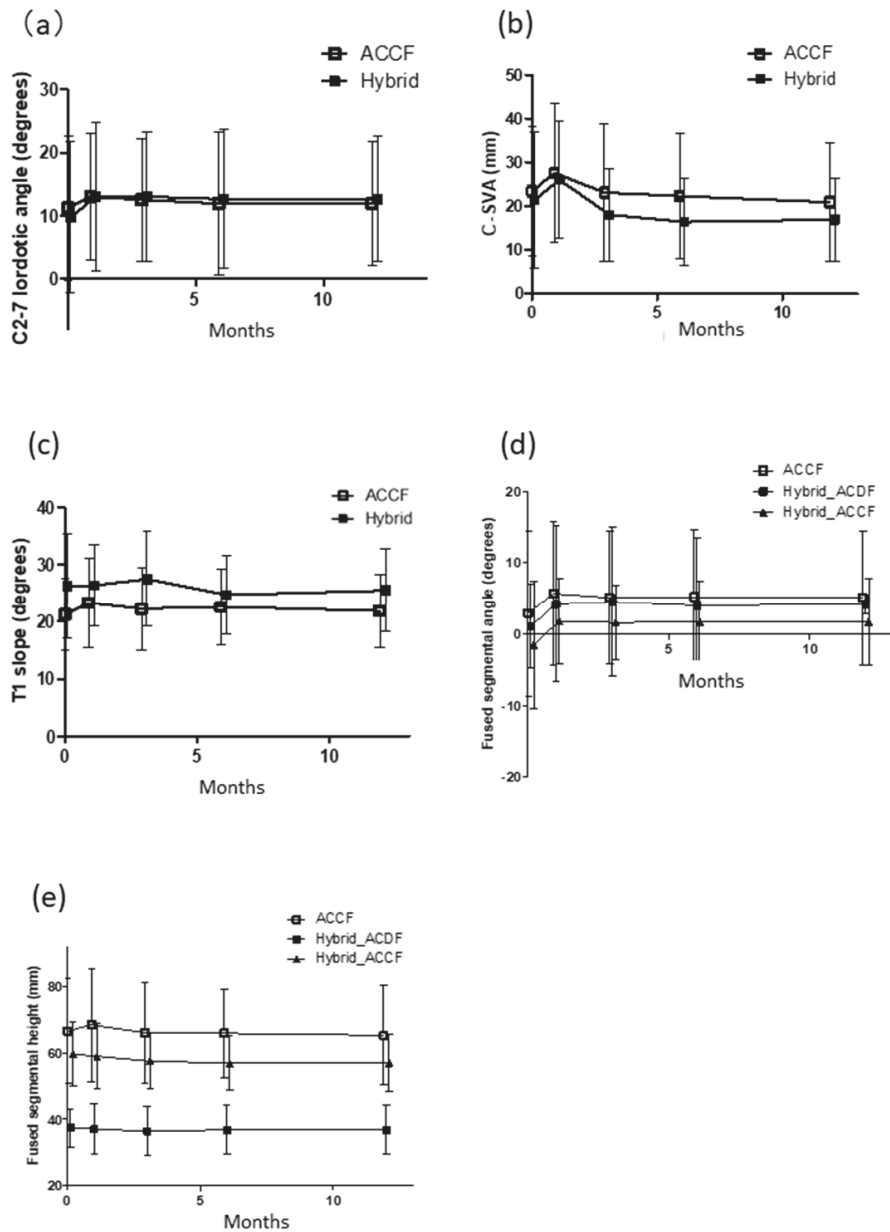 (a)
ACCF
Hybrid
C2-7 lordotic angle (degrees)
30
20
10
0
5
10
Months
(b)
ACCF
Hybrid
C-SVA (mm)
50
40
30
20
10
0
0
5
10
Months
(c)
ACCF
Hybrid
T1 slope (degrees)
40
30
20
10
0
0
5
10
Months
(d)
ACCF
Hybrid_ACDF
Hybrid_ACCF
Fused segmental angle (degrees)
20
10
0
-10
-20
5
10
Months
(e)
ACCF
Hybrid_ACDF
Hybrid_ACCF
Fused segmental height (mm)
80
60
40
20
0
5
10
Months